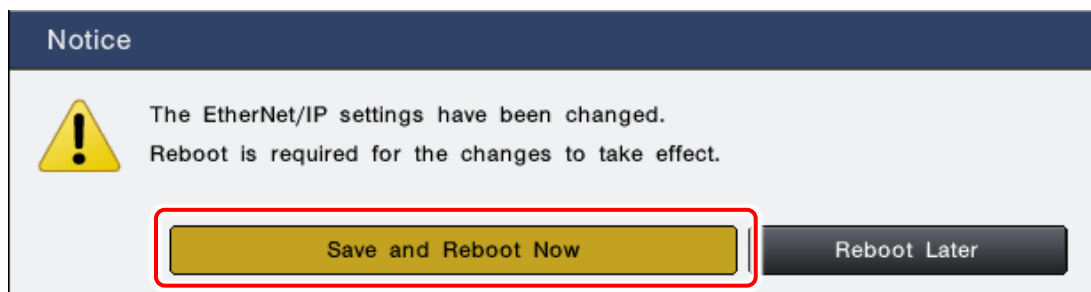 Notice
The EtherNet/IP settings have been changed.
Reboot is required for the changes to take effect.
Save and Reboot Now
Reboot Later